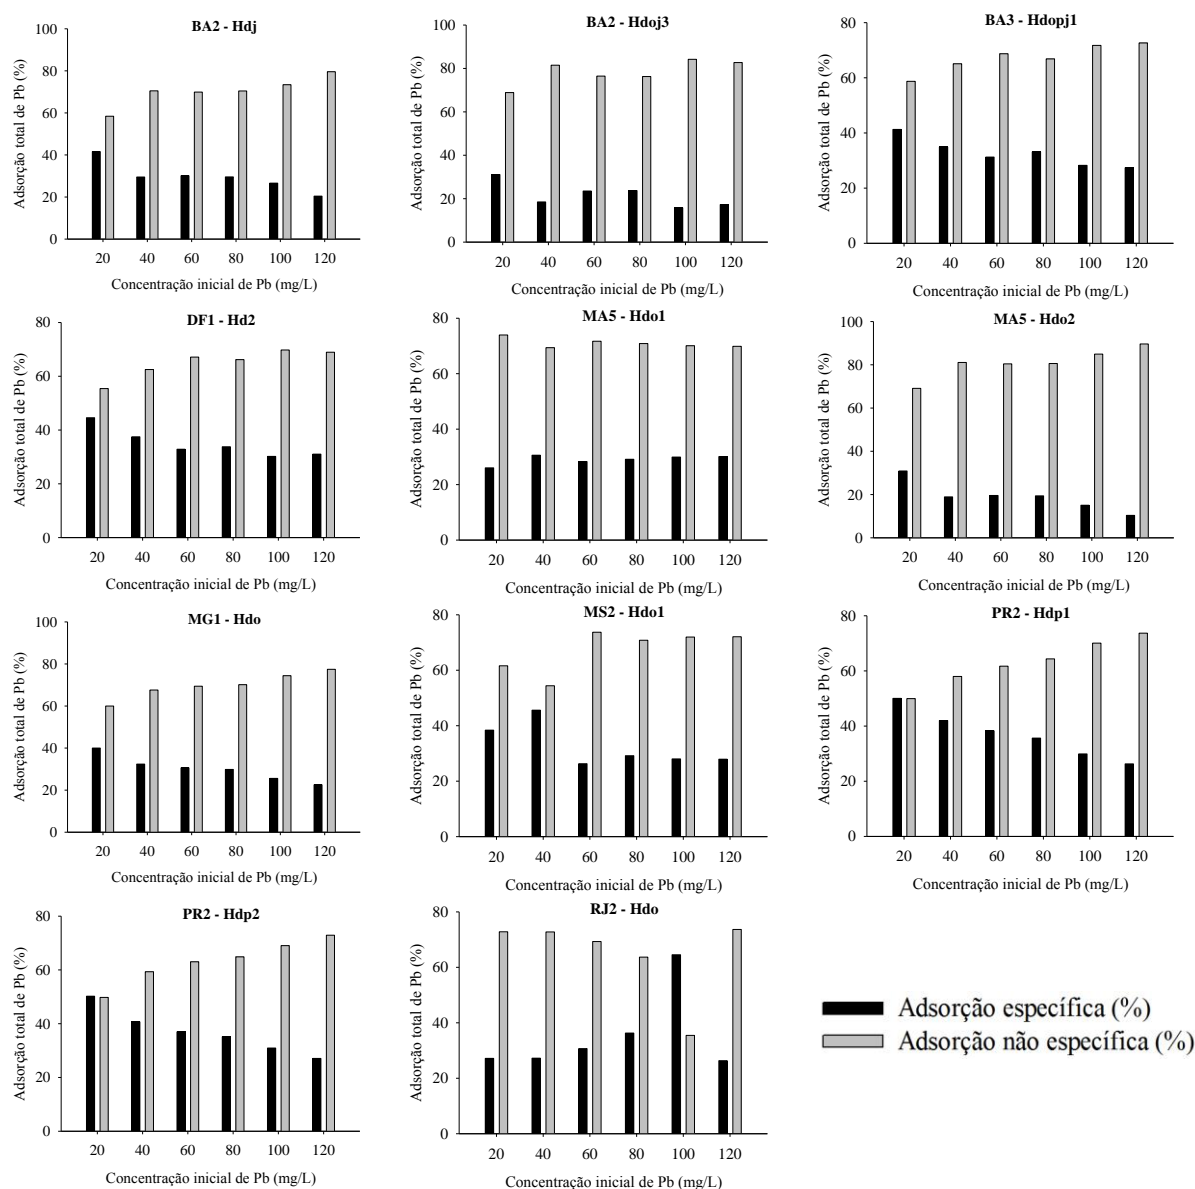 BA2 - Hdj
Adsorção total de Pb (%)
100
80
60
40
20
0
20 40 60 80 100 120
Concentração inicial de Pb (mg/L)
BA2 - Hdoj3
Adsorção total de Pb (%)
100
80
60
40
20
0
20 40 60 80 100 120
Concentração inicial de Pb (mg/L)
BA3 - Hdopj1
Adsorção total de Pb (%)
80
60
40
20
0
20 40 60 80 100 120
Concentração inicial de Pb (mg/L)
DF1 - Hd2
Adsorção total de Pb (%)
80
60
40
20
0
20 40 60 80 100 120
Concentração inicial de Pb (mg/L)
MA5 - Hdo1
Adsorção total de Pb (%)
80
60
40
20
0
20 40 60 80 100 120
Concentração inicial de Pb (mg/L)
MA5 - Hdo2
Adsorção total de Pb (%)
100
80
60
40
20
0
20 40 60 80 100 120
Concentração inicial de Pb (mg/L)
MG1 - Hdo
Adsorção total de Pb (%)
100
80
60
40
20
0
20 40 60 80 100 120
Concentração inicial de Pb (mg/L)
MS2 - Hdo1
Adsorção total de Pb (%)
80
60
40
20
0
20 40 60 80 100 120
Concentração inicial de Pb (mg/L)
PR2 - Hdp1
Adsorção total de Pb (%)
80
60
40
20
0
20 40 60 80 100 120
Concentração inicial de Pb (mg/L)
PR2 - Hdp2
Adsorção total de Pb (%)
80
60
40
20
0
20 40 60 80 100 120
Concentração inicial de Pb (mg/L)
RJ2 - Hdo
Adsorção total de Pb (%)
80
60
40
20
0
20 40 60 80 100 120
Concentração inicial de Pb (mg/L)
Adsorção específica (%)
Adsorção não específica (%)